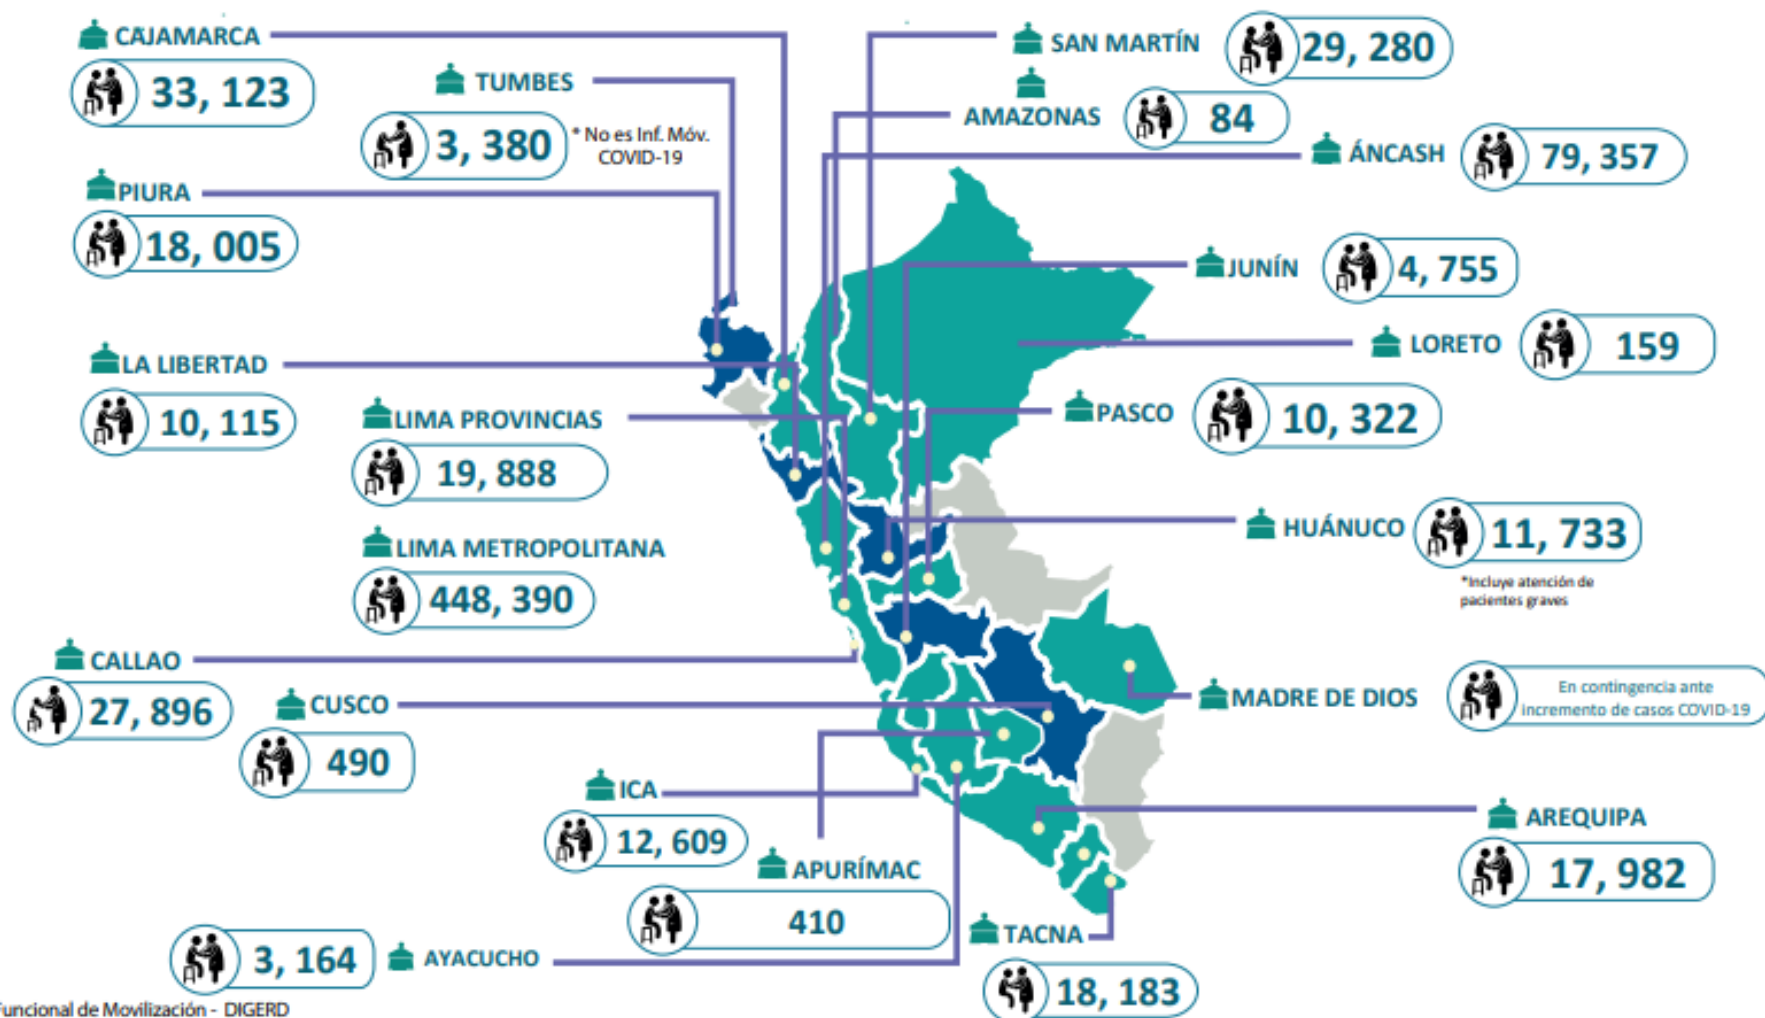 CAJAMARCA
33, 123
TUMBES
3, 380
* No es Inf. Móv.
COVID-19
PIURA
18, 005
LA LIBERTAD
10, 115
LIMA PROVINCIAS
19, 888
LIMA METROPOLITANA
448, 390
CALLAO
27, 896
CUSCO
490
ICA
12, 609
APURÍMAC
410
3, 164
AYACUCHO
TACNA
18, 183
SAN MARTÍN
29, 280
AMAZONAS
84
ÁNCASH
79, 357
JUNÍN
4, 755
LORETO
159
PASCO
10, 322
HUÁNUCO
11, 733
*Incluye atención de
pacientes graves
MADRE DE DIOS
En contingencia ante
incremento de casos COVID-19
AREQUIPA
17, 982
Funcional de Movilización - DIGERD